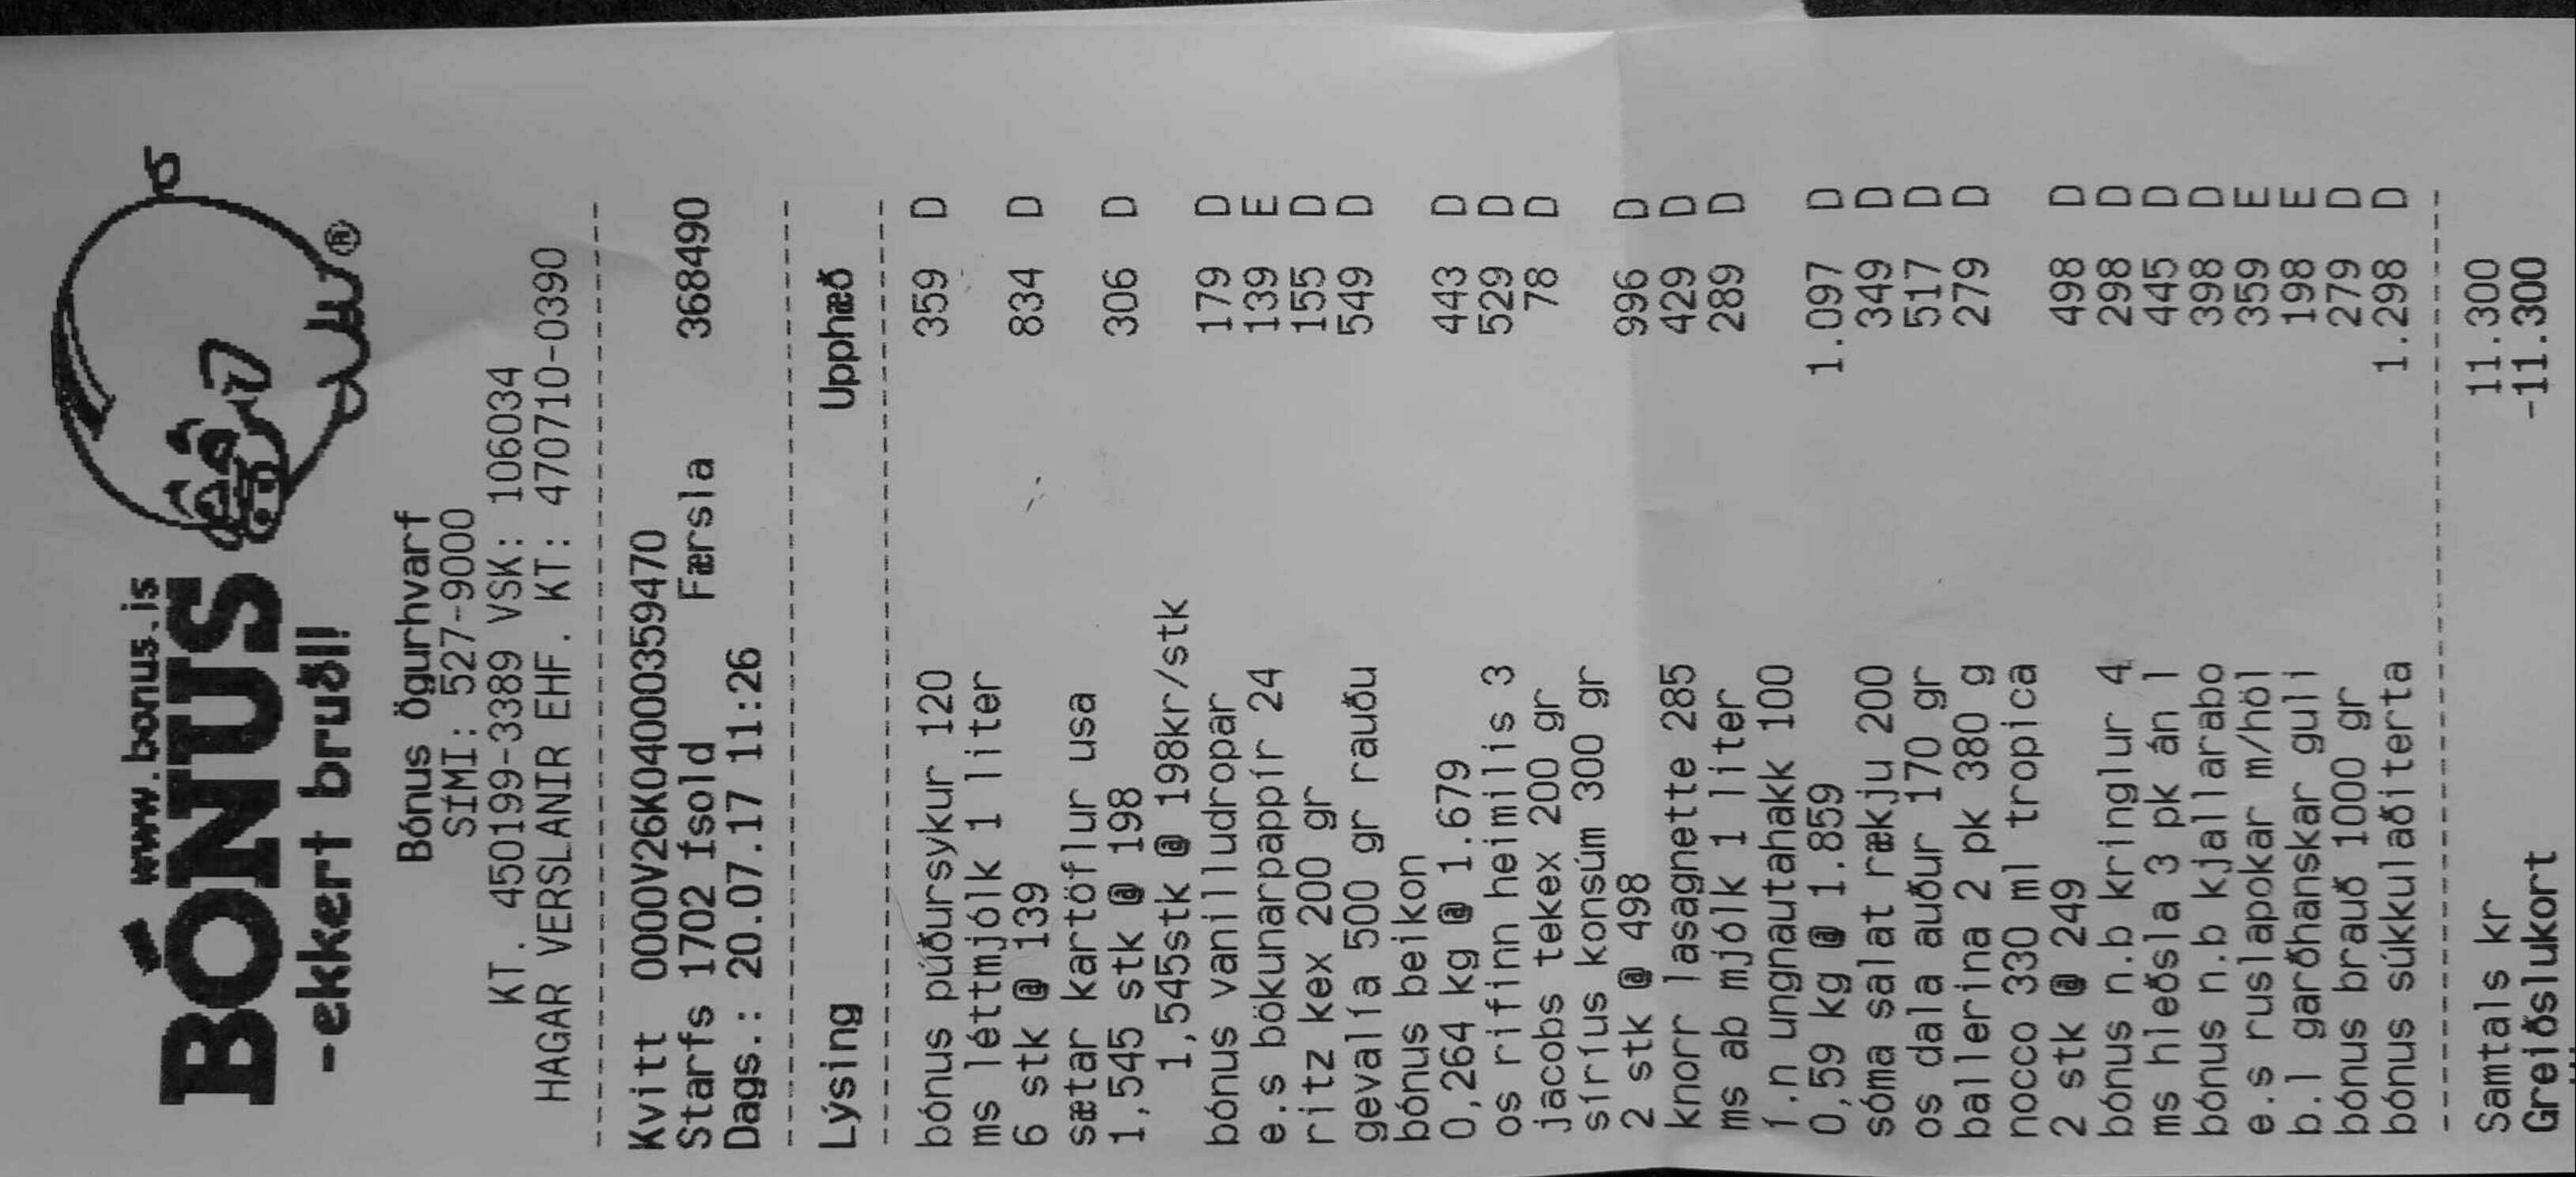 www.bonus.is
BÓNUS
®
-ekkert bruðl!
Bónus Ögurhvarf
SÍMI: 527-9000
KT. 450199-3389 VSK: 106034
HAGAR VERSLANIR EHF. KT: 470710-0390
Kvitt 0000V26K04000359470
Starfs 1702 Ísold Færsla 368490
Dags.: 20.07.17 11:26
Lýsing Upphæð
bónus púðursykur 120 359 D
ms léttmjólk 1 liter
6 stk @ 139 834 D
sætar kartöflur usa
1,545 stk @ 198 306 D
1,545stk @ 198kr/stk
bónus vanilludropar 179 D
e.s bökunarpappír 24 139 E
ritz kex 200 gr 155 D
gevalía 500 gr rauðu 549 D
bónus beikon
0,264 kg @ 1.679 443 D
os rifinn heimilis 3 529 D
jacobs tekex 200 gr 78 D
síríus konsúm 300 gr
2 stk @ 498 996 D
knorr lasagnette 285 429 D
ms ab mjólk 1 liter 289 D
í.n ungnautahakk 100
0,59 kg @ 1.859 1.097 D
sóma salat rækju 200 349 D
os dala auður 170 gr 517 D
ballerina 2 pk 380 g 279 D
nocco 330 ml tropica
2 stk @ 249 498 D
bónus n.b kringlur 4 298 D
ms hleðsla 3 pk án l 445 D
bónus n.b kjallarabo 398 D
e.s ruslapokar m/höl 359 E
b.l garðhanskar guli 198 E
bónus brauð 1000 gr 279 D
bónus súkkulaðiterta 1.298 D
Samtals kr 11.300
Greiðslukort -11.300